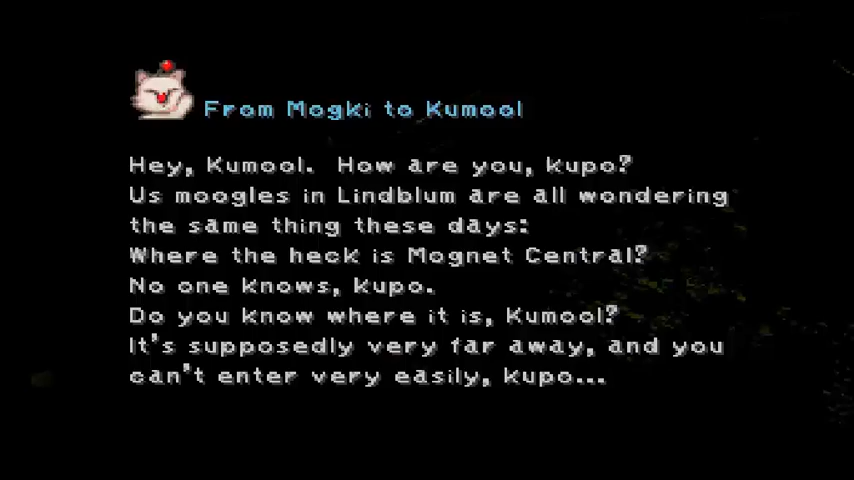 From Mogki to Kumool
Hey, Kumool. How are you, kupo?
Us moogles in Lindblum are all wondering
the same thing these days:
Where the heck is Mognet Central?
No one knows, kupo.
Do you know where it is, Kumool?
It's supposedly very far away, and you
can't enter very easily, kupo...